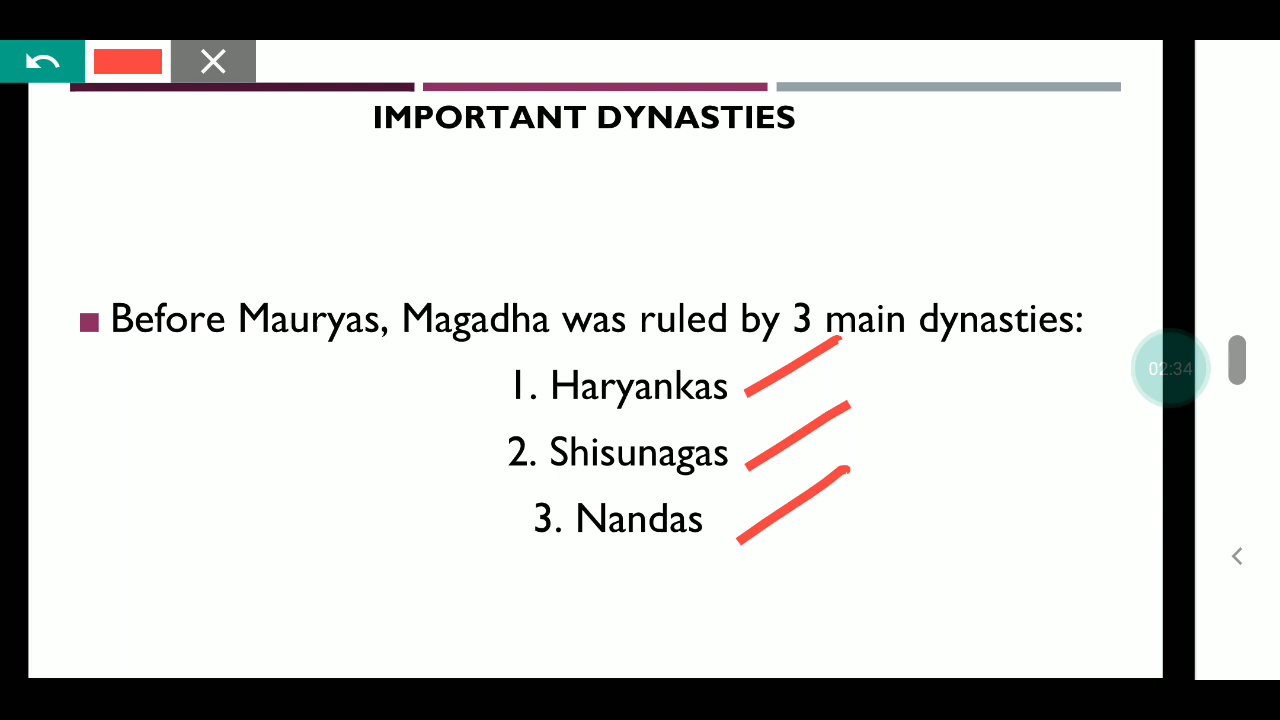 IMPORTANT DYNASTIES
■ Before Mauryas, Magadha was ruled by 3 main dynasties:
1. Haryankas
2. Shisunagas
3. Nandas
02:34